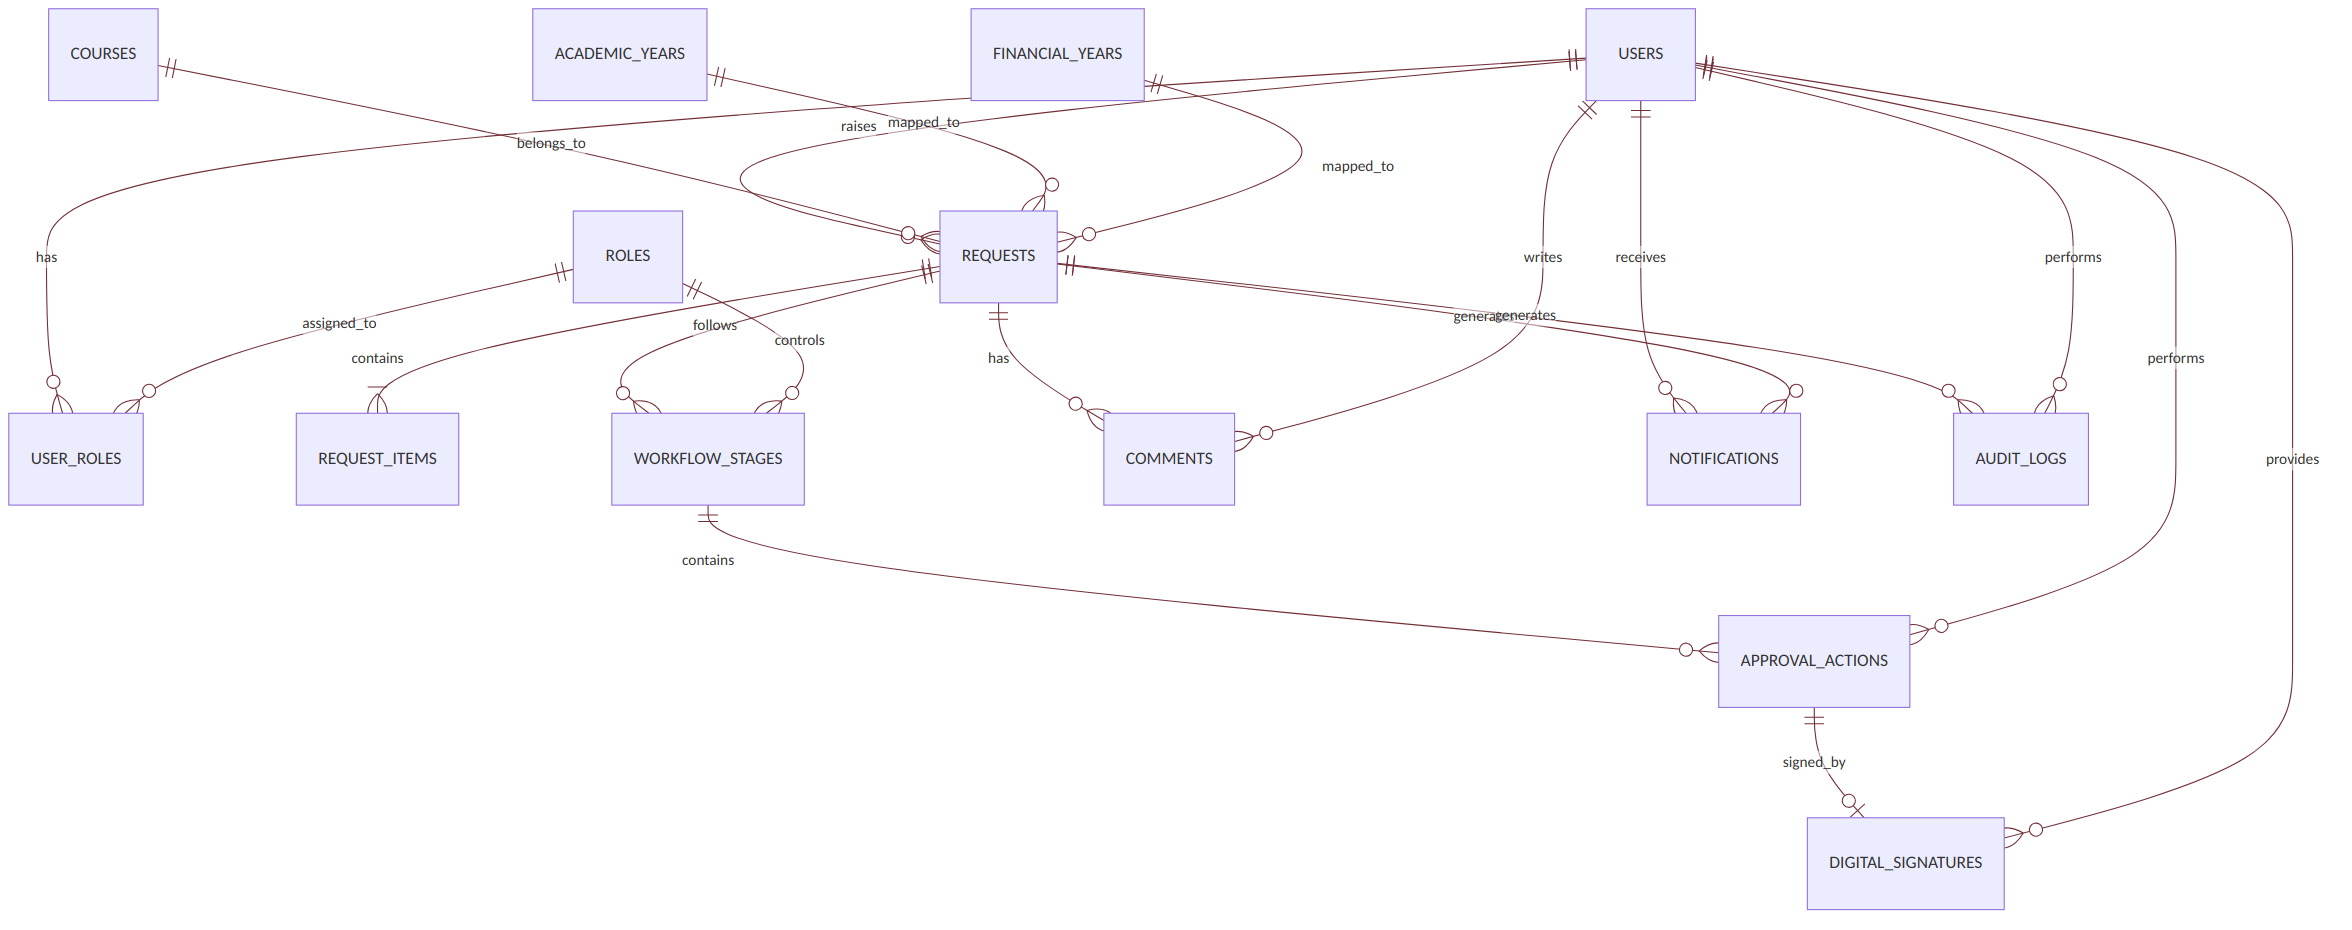 COURSES
ACADEMIC_YEARS
FINANCIAL_YEARS
USERS
raises
mapped_to
belongs_to
mapped_to
has
ROLES
REQUESTS
writes
receives
performs
assigned_to
follows
generates
generates
contains
controls
has
performs
USER_ROLES
REQUEST_ITEMS
WORKFLOW_STAGES
COMMENTS
NOTIFICATIONS
AUDIT_LOGS
provides
contains
APPROVAL_ACTIONS
signed_by
DIGITAL_SIGNATURES